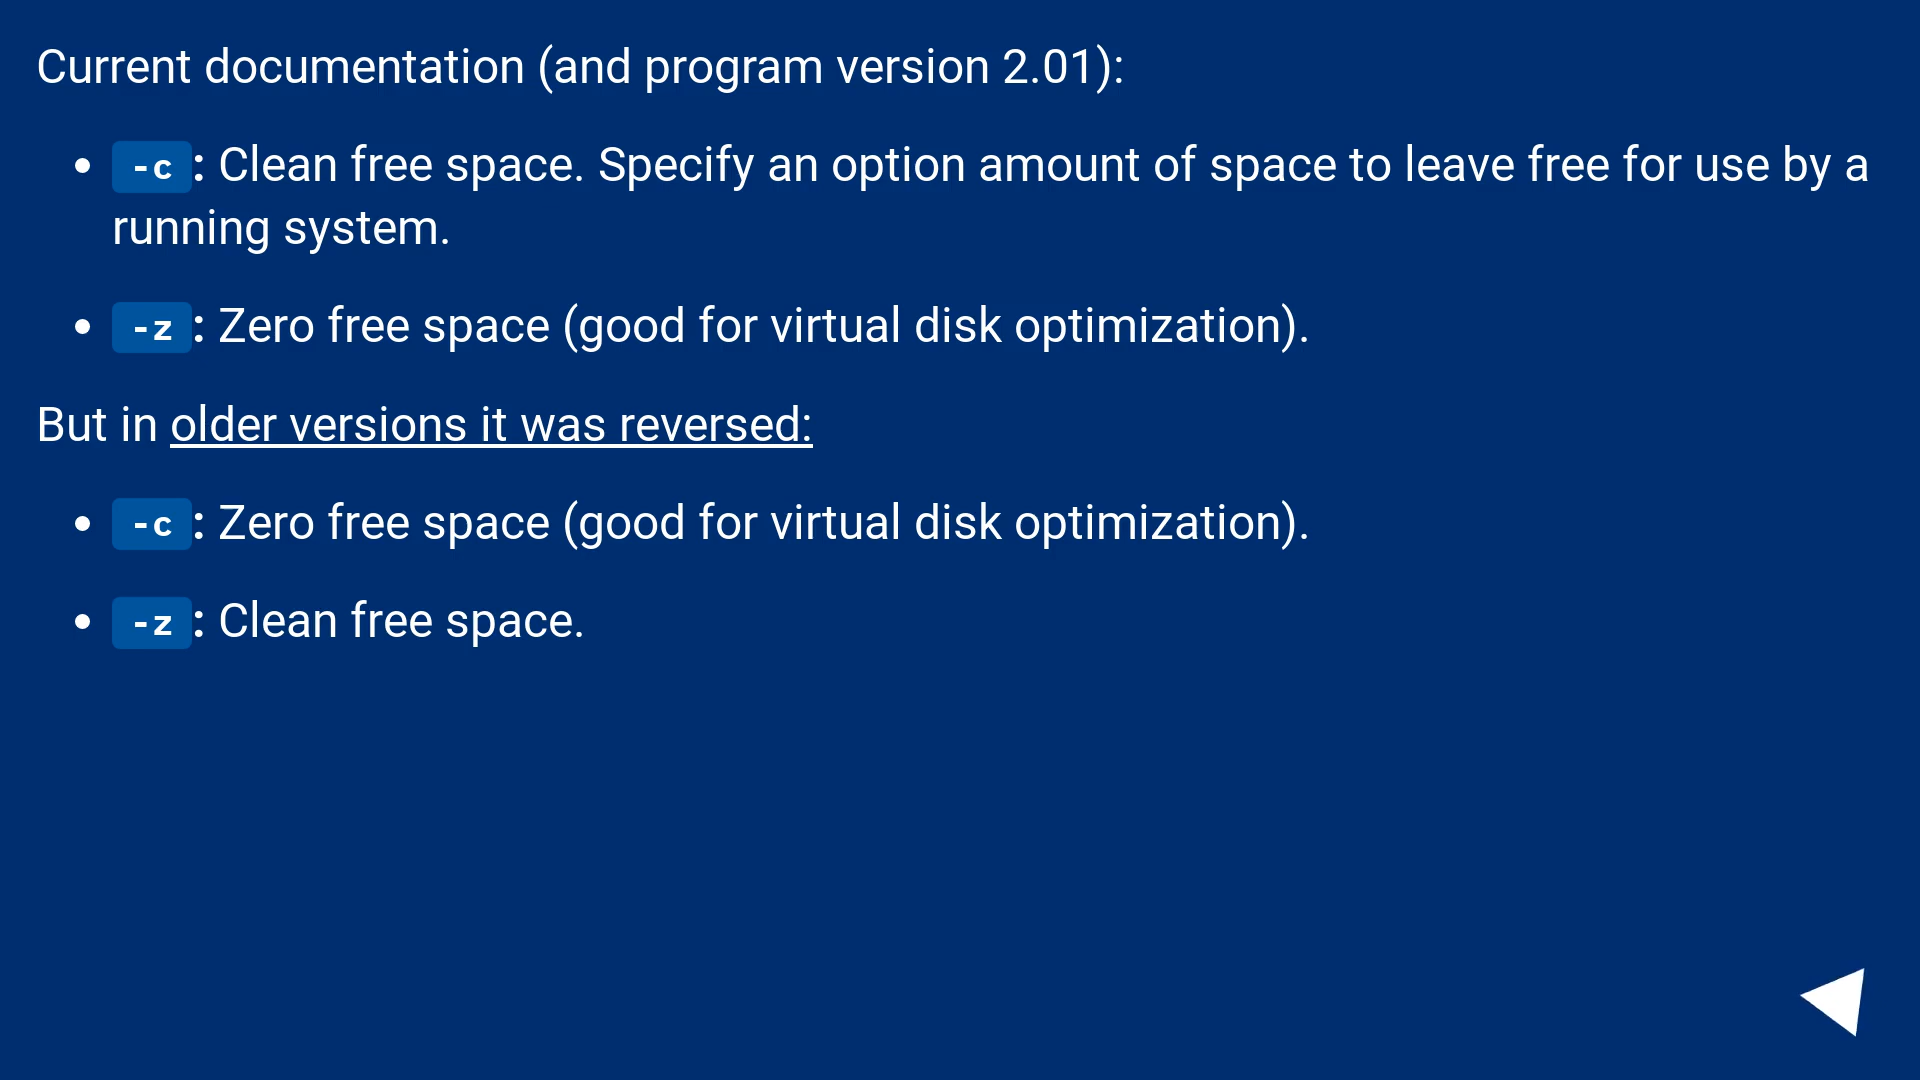 Current documentation (and program version 2.01):
-c: Clean free space. Specify an option amount of space to leave free for use by a
running system.
-z: Zero free space (good for virtual disk optimization).
But in older versions it was reversed:
-c: Zero free space (good for virtual disk optimization).
-z: Clean free space.